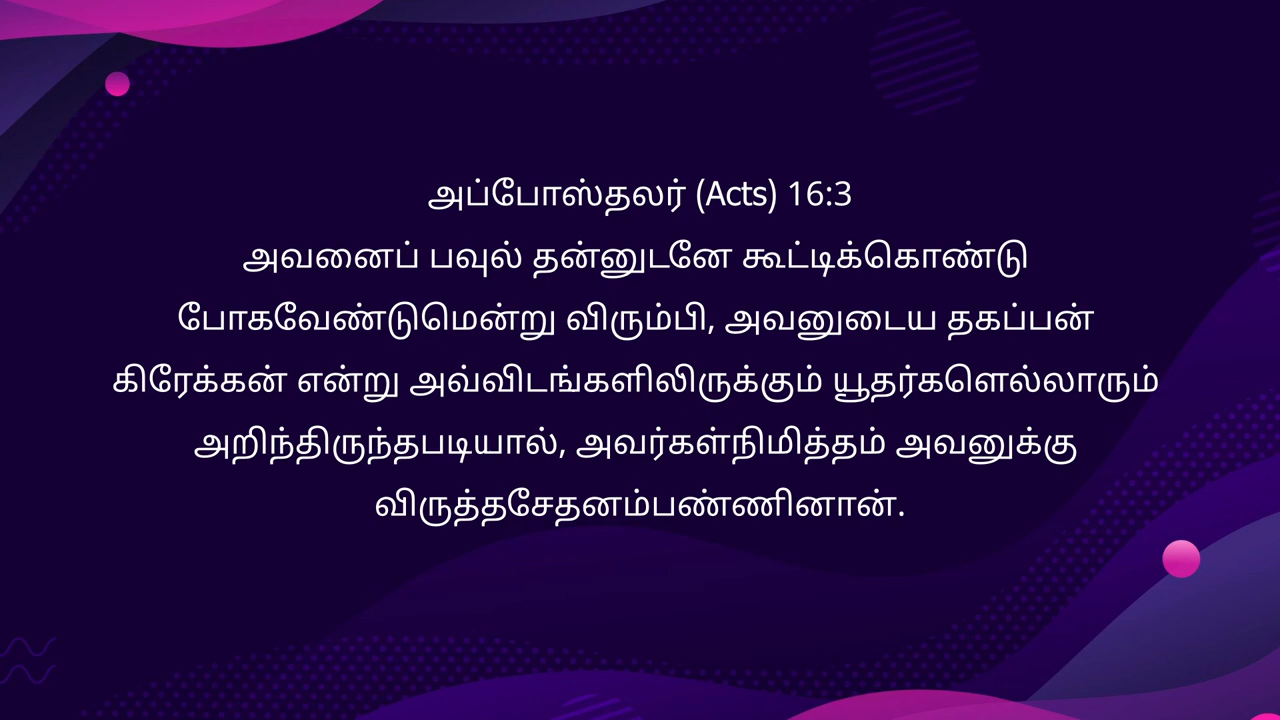 அப்போஸ்தலர் (Acts) 16:3
அவனைப் பவுல் தன்னுடனே கூட்டிக்கொண்டு
போகவேண்டுமென்று விரும்பி, அவனுடைய தகப்பன்
கிரேக்கன் என்று அவ்விடங்களிலிருக்கும் யூதர்களெல்லாரும்
அறிந்திருந்தபடியால், அவர்கள்நிமித்தம் அவனுக்கு
விருத்தசேதனம்பண்ணினான்.